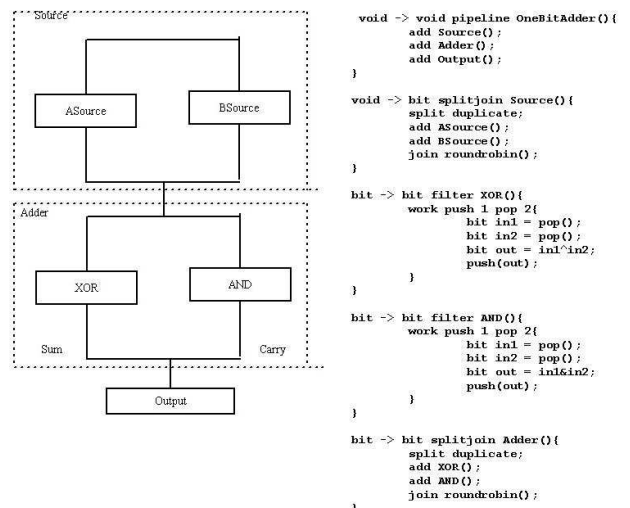 Source
ASource
BSource
Adder
XOR
AND
Sum
Carry
Output
void -> void pipeline OneBitAdder(){
add Source();
add Adder();
add Output();
}
void -> bit splitjoin Source(){
split duplicate;
add ASource();
add BSource();
join roundrobin();
}
bit -> bit filter XOR(){
work push 1 pop 2{
bit in1 = pop();
bit in2 = pop();
bit out = in1^in2;
push(out);
}
}
bit -> bit filter AND(){
work push 1 pop 2{
bit in1 = pop();
bit in2 = pop();
bit out = in1&in2;
push(out);
}
}
bit -> bit splitjoin Adder(){
split duplicate;
add XOR();
add AND();
join roundrobin();
}